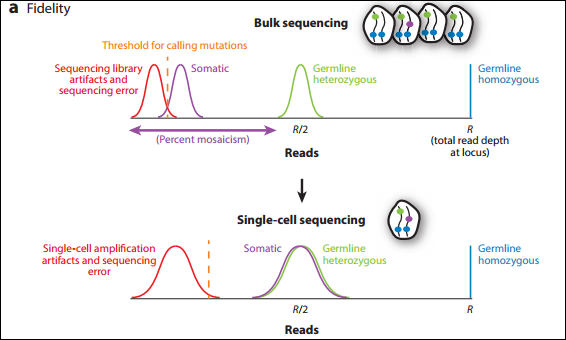 a Fidelity
Bulk sequencing
Threshold for calling mutations
Sequencing library
artifacts and
sequencing error
Somatic
Germline
heterozygous
Germline
homozygous
(Percent mosaicism)
R/2
R
(total read depth
at locus)
Reads
Single-cell sequencing
Single-cell amplification
artifacts and sequencing
error
Somatic
Germline
heterozygous
Germline
homozygous
R/2
R
Reads